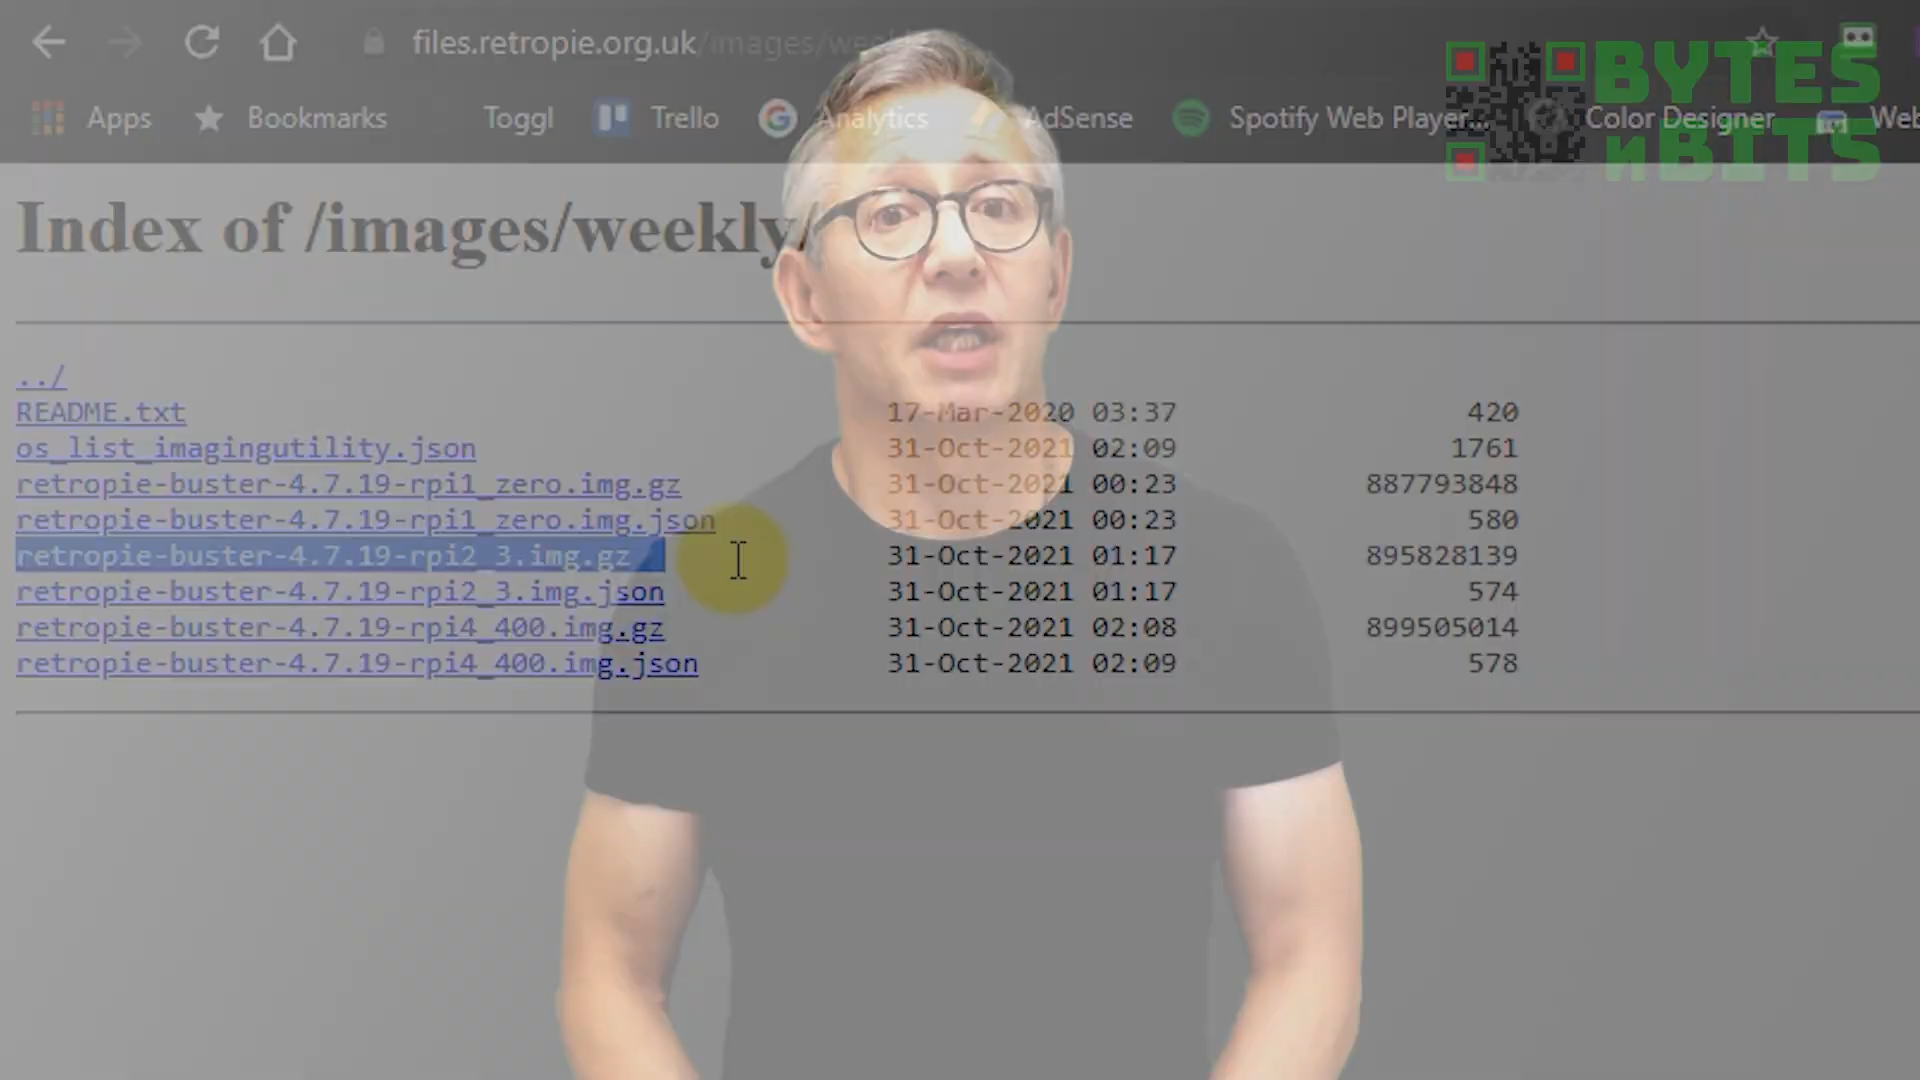 files.retropie.org.uk/images/weekly
Apps Bookmarks Toggl Trello Analytics AdSense Spotify Web Player... Color Designer Web
BYTES
N BITS
Index of /images/weekly/
../
README.txt 17-Mar-2020 03:37 420
os_list_imagingutility.json 31-Oct-2021 02:09 1761
retropie-buster-4.7.19-rpi1_zero.img.gz 31-Oct-2021 00:23 887793848
retropie-buster-4.7.19-rpi1_zero.img.json 31-Oct-2021 00:23 580
retropie-buster-4.7.19-rpi2_3.img.gz 31-Oct-2021 01:17 895828139
retropie-buster-4.7.19-rpi2_3.img.json 31-Oct-2021 01:17 574
retropie-buster-4.7.19-rpi4_400.img.gz 31-Oct-2021 02:08 899505014
retropie-buster-4.7.19-rpi4_400.img.json 31-Oct-2021 02:09 578